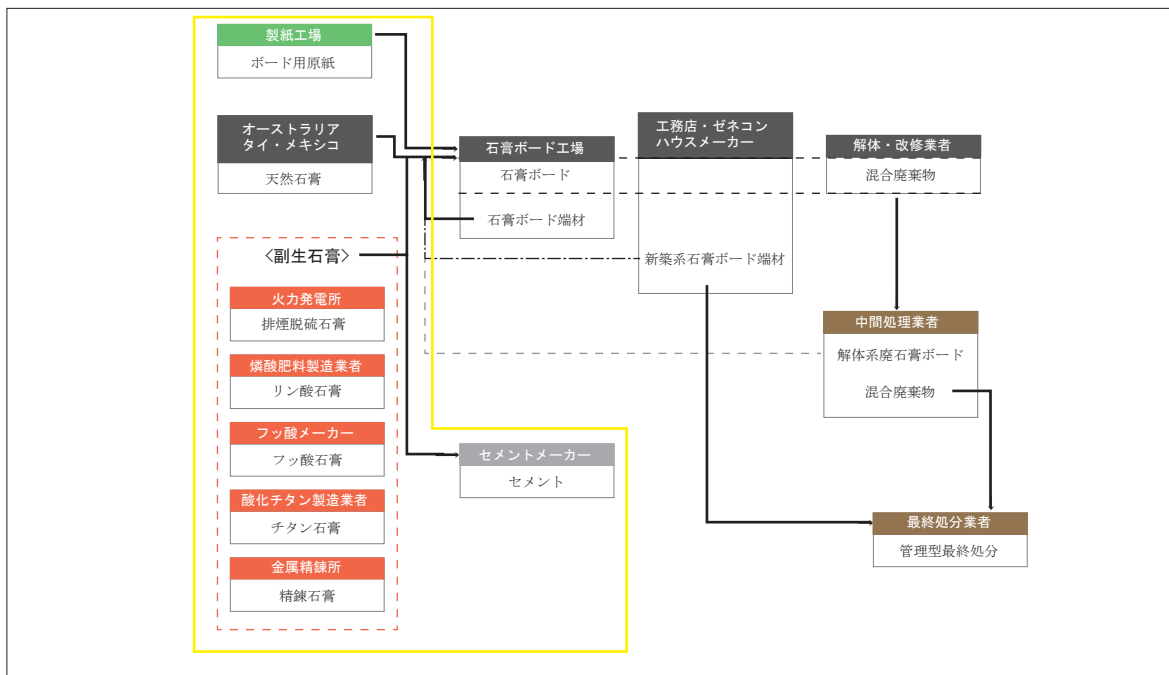 製紙工場
ボード用原紙
オーストラリア
タイ・メキシコ
天然石膏
〈副生石膏〉
火力発電所
排煙脱硫石膏
燐酸肥料製造業者
リン酸石膏
フッ酸メーカー
フッ酸石膏
酸化チタン製造業者
チタン石膏
金属精錬所
精錬石膏
石膏ボード工場
石膏ボード
石膏ボード端材
セメントメーカー
セメント
工務店・ゼネコン
ハウスメーカー
新築系石膏ボード端材
解体・改修業者
混合廃棄物
中間処理業者
解体系廃石膏ボード
混合廃棄物
最終処分業者
管理型最終処分